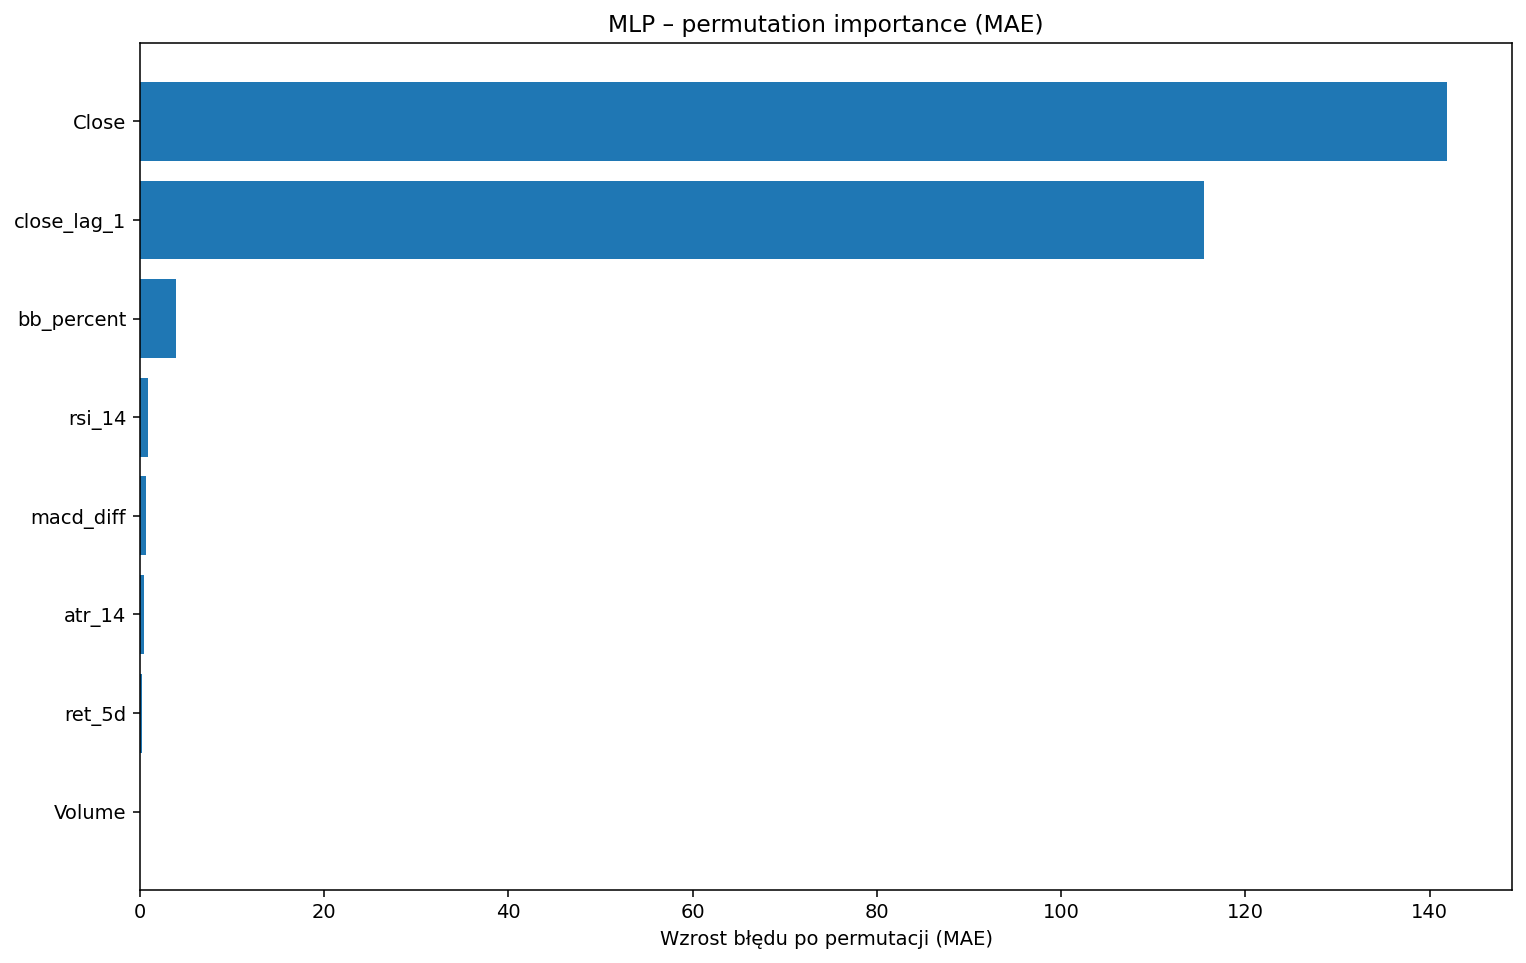 MLP – permutation importance (MAE)
Close
close_lag_1
bb_percent
rsi_14
macd_diff
atr_14
ret_5d
Volume
0 20 40 60 80 100 120 140
Wzrost błędu po permutacji (MAE)